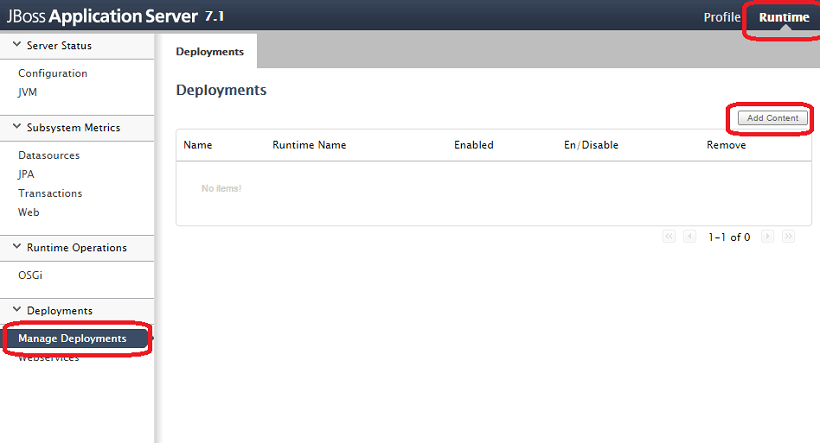 JBoss Application Server 7.1
Profile Runtime
Server Status
Configuration
JVM
Subsystem Metrics
Datasources
JPA
Transactions
Web
Runtime Operations
OSGi
Deployments
Manage Deployments
Webservices
Deployments
Deployments
Add Content
Name Runtime Name Enabled En/Disable Remove
No items!
1-1 of 0